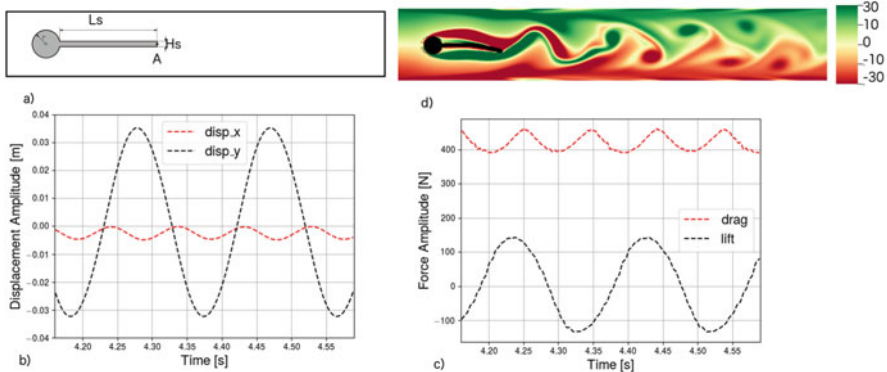 Ls
r
Hs
A
a)
30
10
-0
-10
-30
d)
0.04
0.03
0.02
0.01
0.00
−0.01
−0.01
−0.03
−0.04
Displacement Amplitude [m]
disp_x
disp_y
4.20
4.25
4.30
4.35
4.40
4.45
4.50
4.55
b)
Time [s]
400
300
200
100
0
−100
Force Amplitude [N]
drag
lift
4.20
4.25
4.30
4.35
4.40
4.45
4.50
4.55
c)
Time [s]